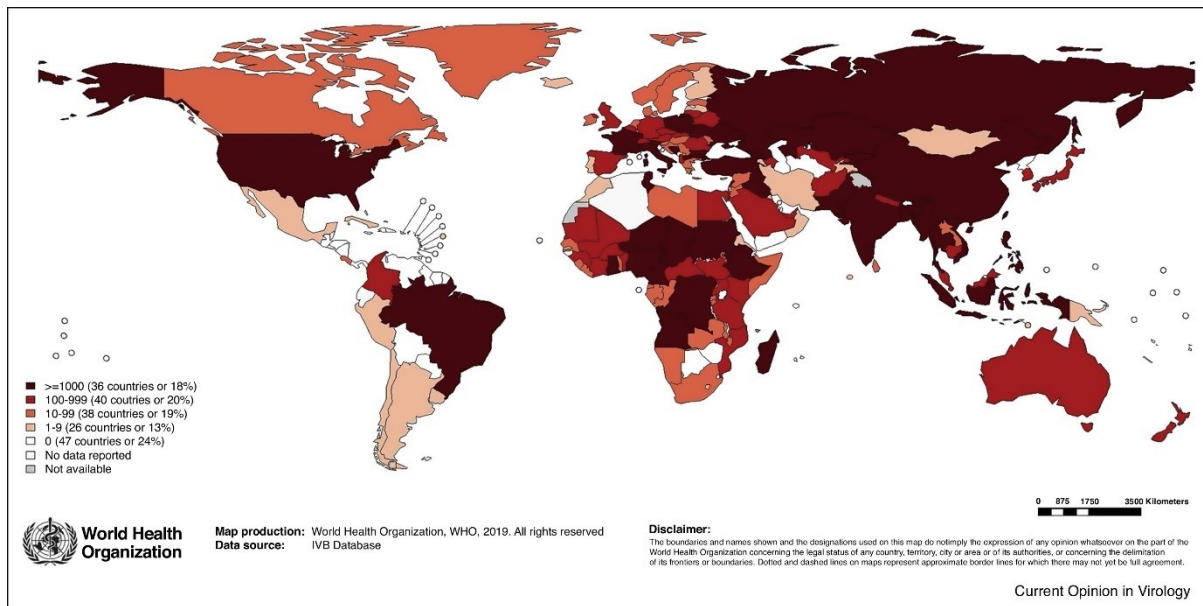 >=1000 (36 countries or 18%)
100-999 (40 coutries or 20%)
10-99 (38 countries or 19%)
1-9 (26 countries or 13%)
0 (47 countries or 24%)
No data reported
Not available
0 875 1750 3500 Kilometers
World Health
Organization
Map production: World Health Organization, WHO, 2019. All rights reserved
Data source: IVB Database
Disclaimer:
The boundaries and names shown and the designations used on this map do notimply the expression of any opinion whatsoever on the part of the
World Health Organization concerning the legal status of any country, territory, city or area or of its authorities, or concerning the delimitation
of its frontiers or boundaries. Dotted and dashed lines on maps represent approximate border lines for which there may not yet be full agreement.
Current Opinion in Virology